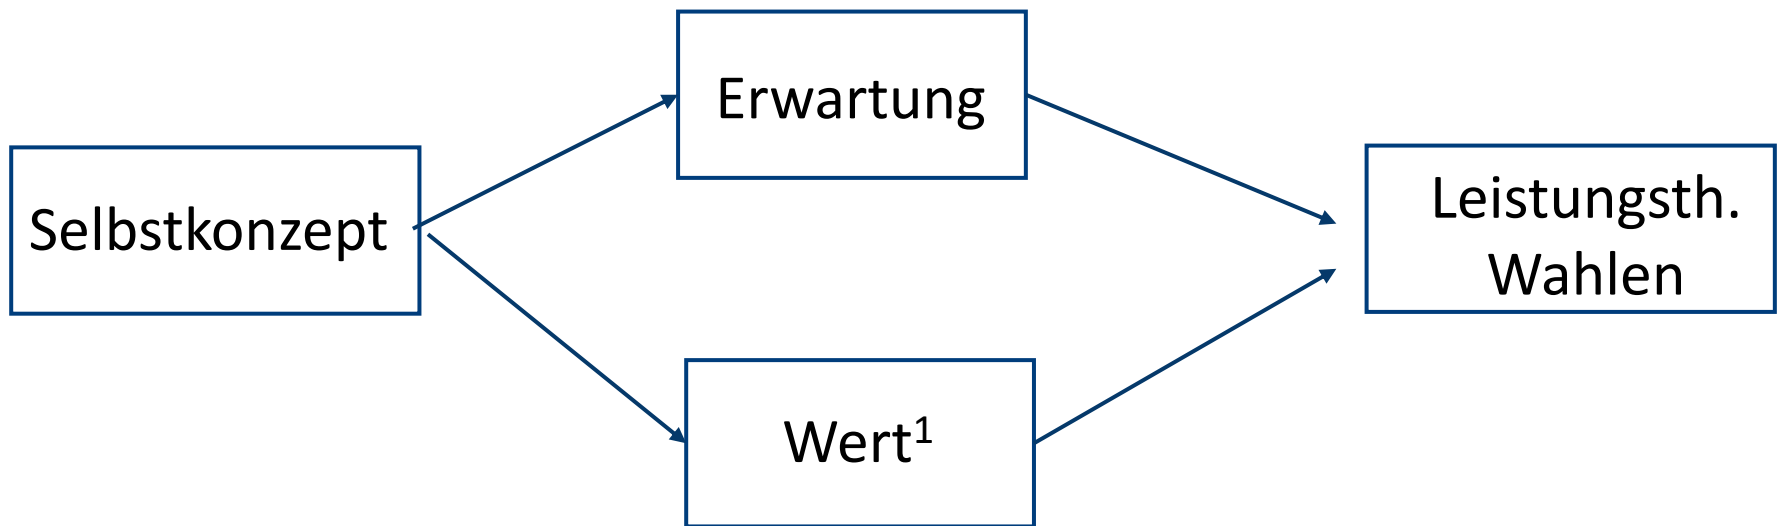 Selbstkonzept
Erwartung
Wert¹
Leistungsth.
Wahlen